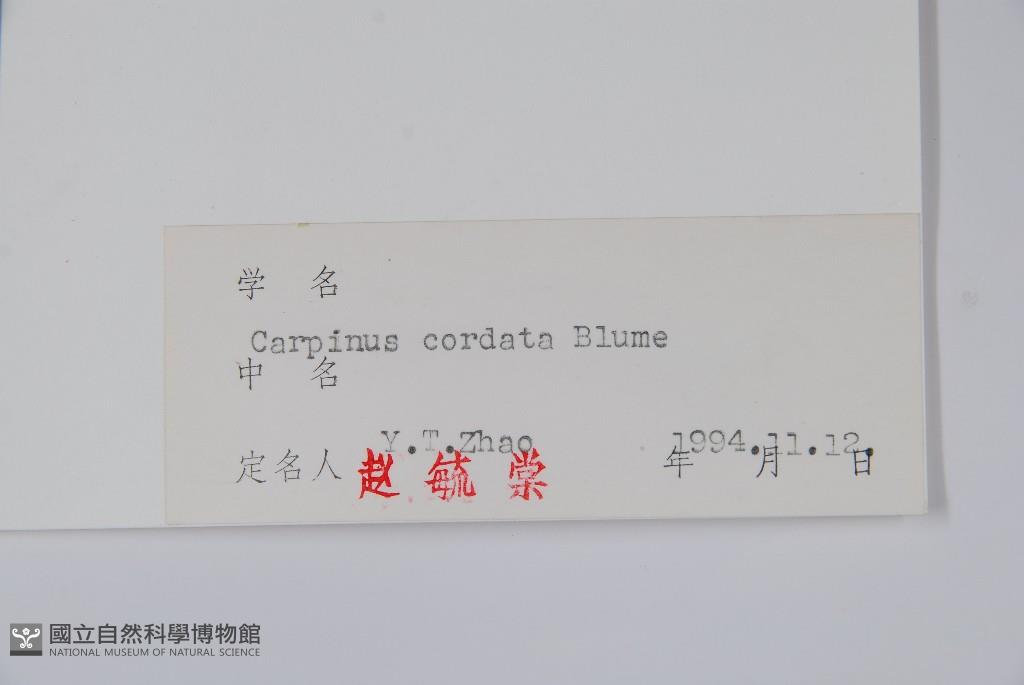 学 名
Carpinus cordata Blume
中 名
Y.T.Zhao 1994.11.12.
定名人 赵毓棠 年 月 日
國立自然科學博物館
NATIONAL MUSEUM OF NATURAL SCIENCE